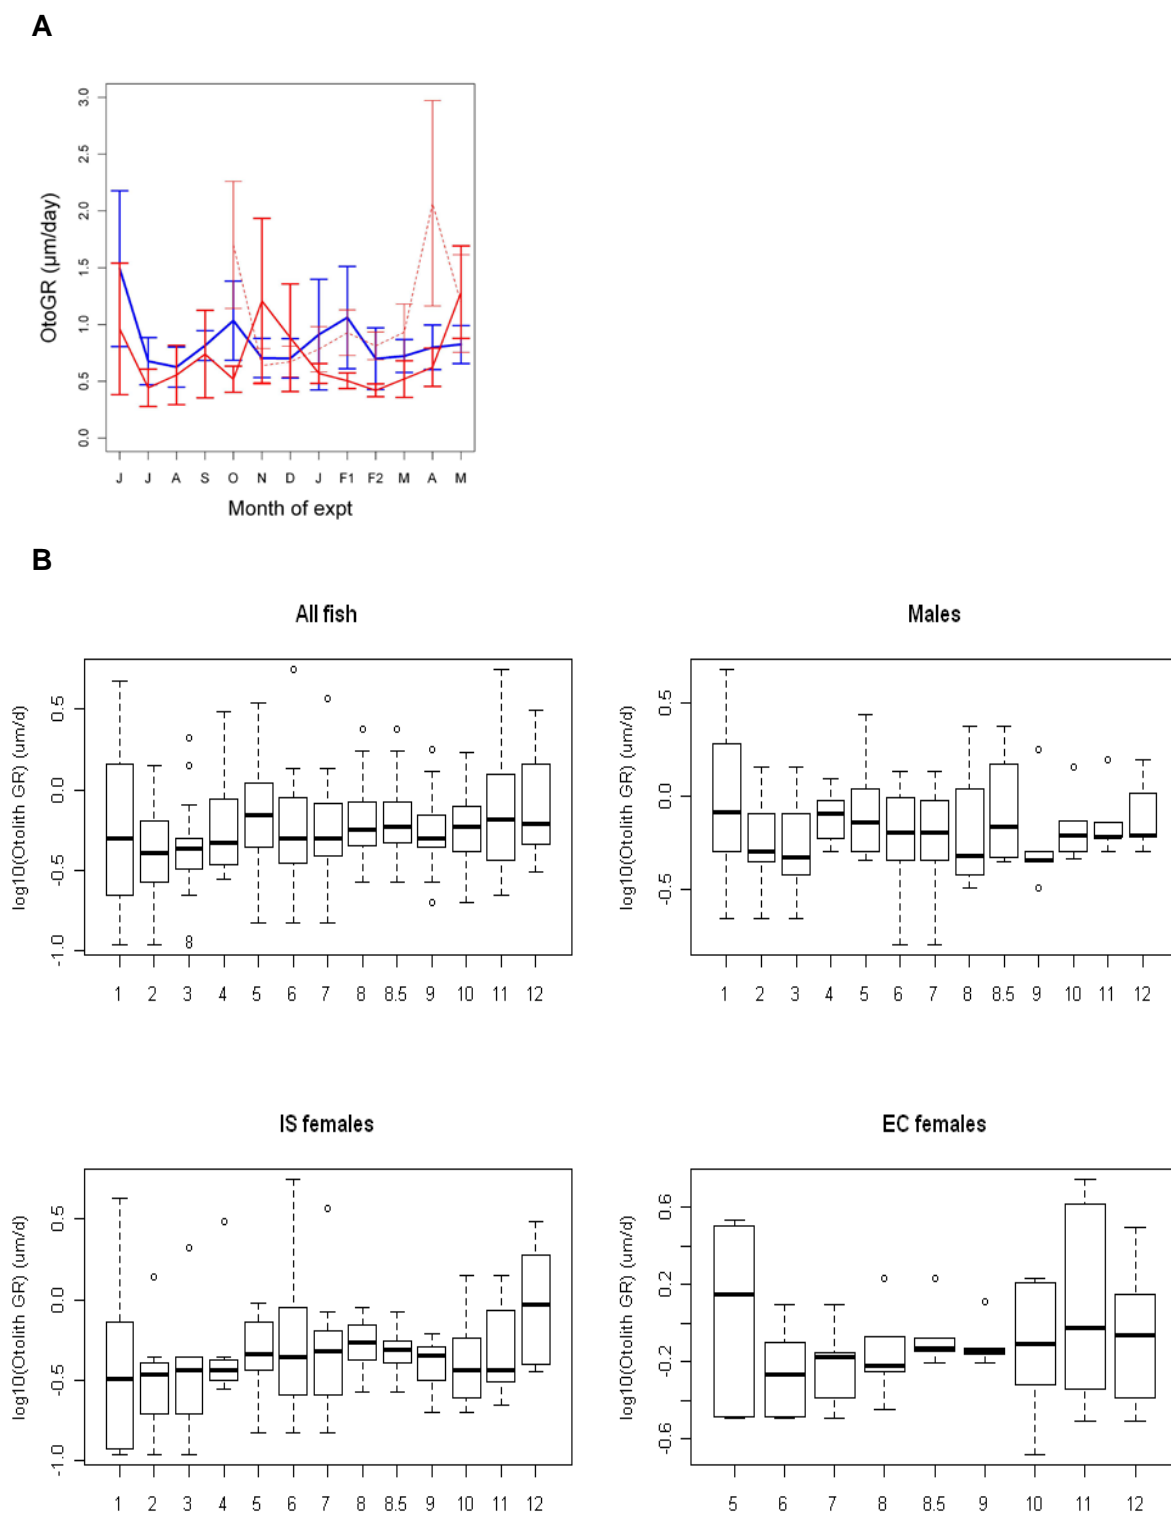 A
OtoGR (µm/day)
3.0
2.5
2.0
1.5
1.0
0.5
0.0
J J A S O N D J F1 F2 M A M
Month of expt
B
All fish
log10(Otolith GR) (um/d)
0.5
0.0
-0.5
-1.0
1 2 3 4 5 6 7 8 8.5 9 10 11 12
Males
log10(Otolith GR) (um/d)
0.5
0.0
-0.5
1 2 3 4 5 6 7 8 8.5 9 10 11 12
IS females
log10(Otolith GR) (um/d)
0.5
0.0
-0.5
-1.0
1 2 3 4 5 6 7 8 8.5 9 10 11 12
EC females
log10(Otolith GR) (um/d)
0.6
0.2
-0.2
-0.6
5 6 7 8 8.5 9 10 11 12